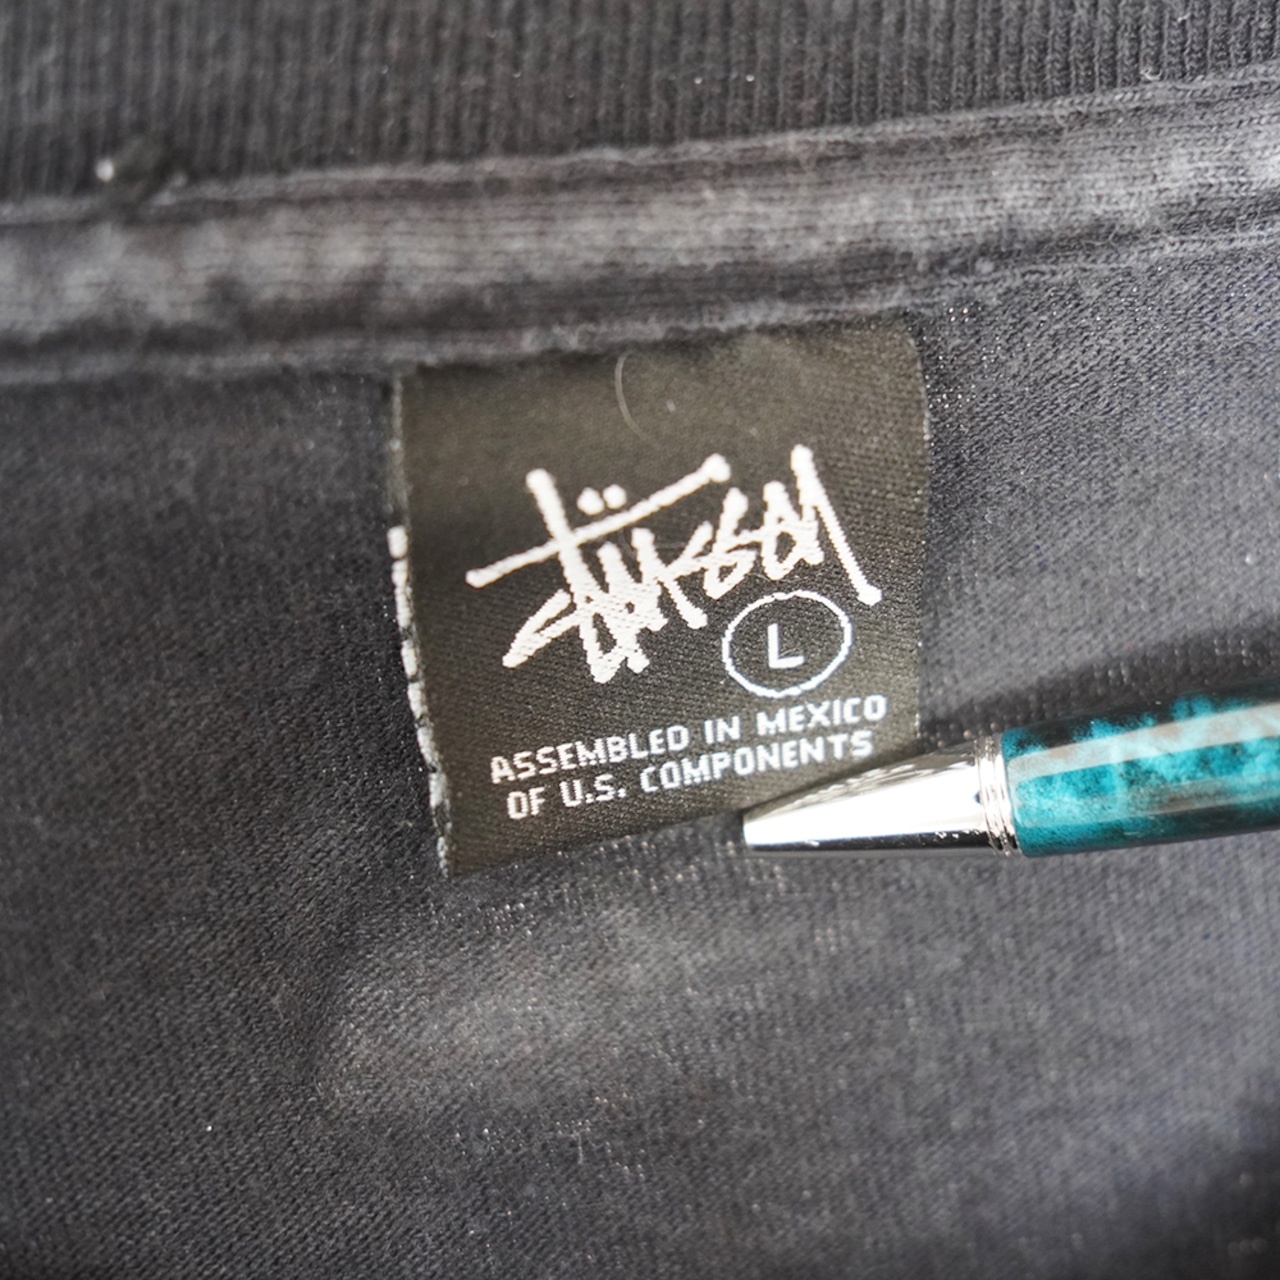 Stüssy
L
ASSEMBLED IN MEXICO
OF U.S. COMPONENTS